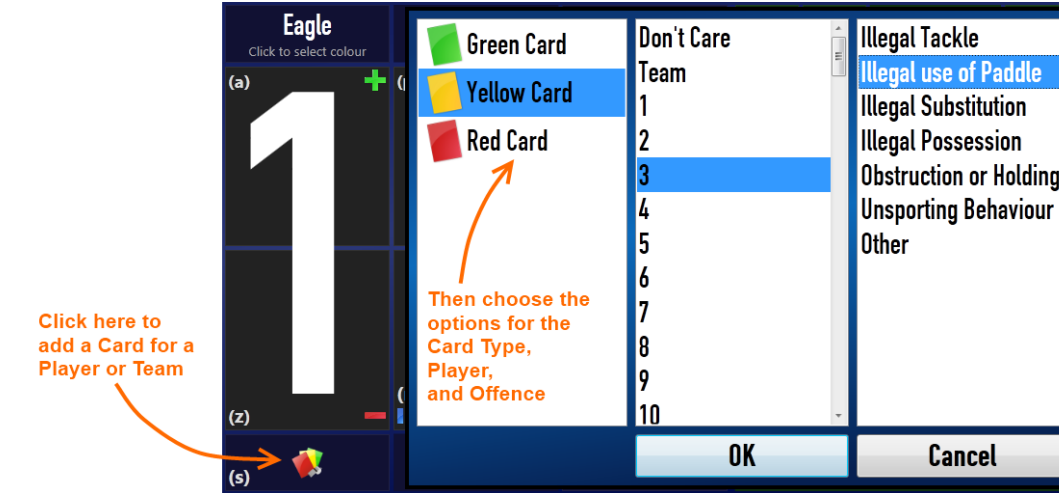 Eagle
Click to select colour
(a)
1
(z)
(s)
Click here to
add a Card for a
Player or Team
Green Card
Yellow Card
Red Card
Then choose the
options for the
Card Type,
Player,
and Offence
Don't Care
Team
1
2
3
4
5
6
7
8
9
10
Illegal Tackle
Illegal use of Paddle
Illegal Substitution
Illegal Possession
Obstruction or Holding
Unsporting Behaviour
Other
OK
Cancel